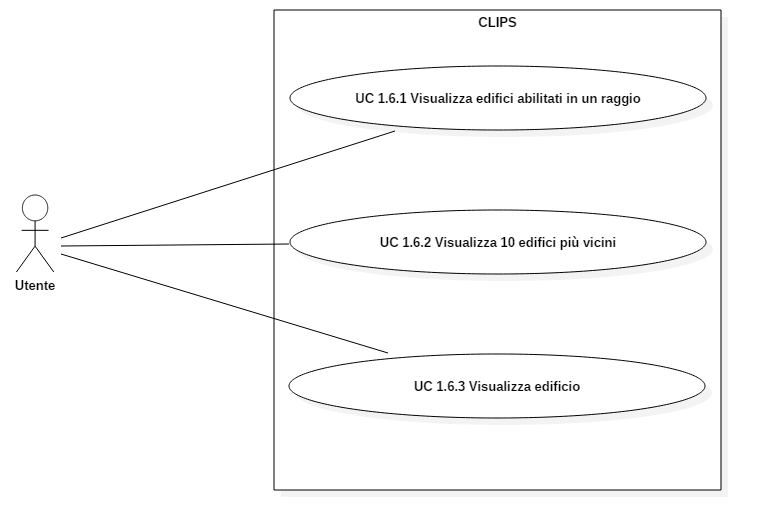 CLIPS
UC 1.6.1 Visualizza edifici abilitati in un raggio
UC 1.6.2 Visualizza 10 edifici più vicini
Utente
UC 1.6.3 Visualizza edificio